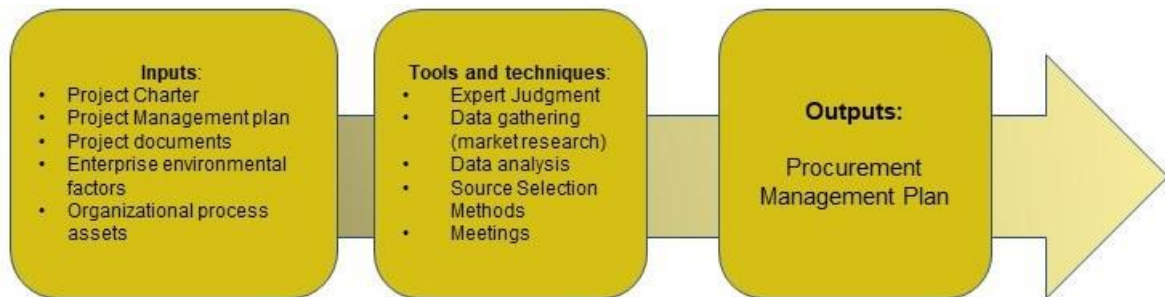 Inputs:
• Project Charter
• Project Management plan
• Project documents
• Enterprise environmental
factors
• Organizational process
assets
Tools and techniques:
• Expert Judgment
• Data gathering
(market research)
• Data analysis
• Source Selection
Methods
• Meetings
Outputs:
Procurement
Management Plan